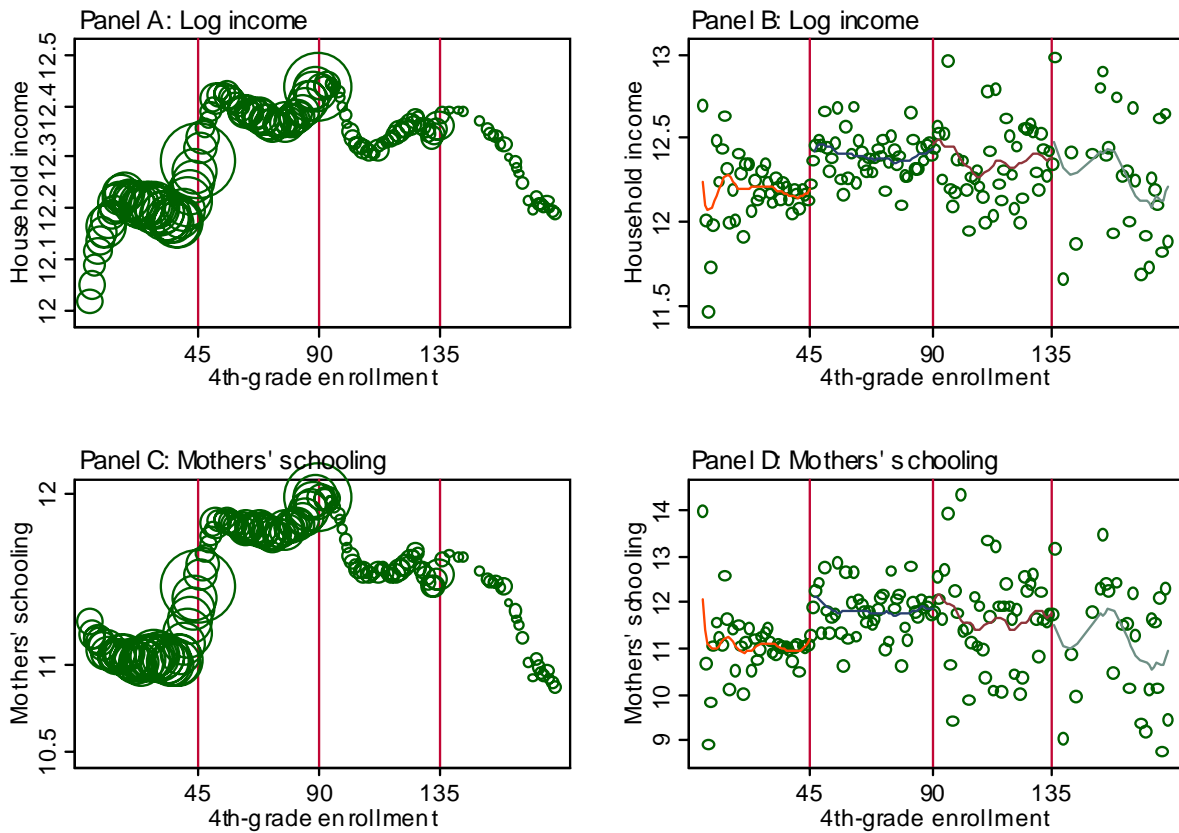 Panel A: Log income
Household income
12.5
12.4
12.3
12.2
12.1
12
45 90 135
4th-grade enrollment
Panel B: Log income
Household income
13
12.5
12
11.5
45 90 135
4th-grade enrollment
Panel C: Mothers' schooling
Mothers' schooling
12
11
10.5
45 90 135
4th-grade enrollment
Panel D: Mothers' schooling
Mothers' schooling
14
13
12
11
10
9
45 90 135
4th-grade enrollment